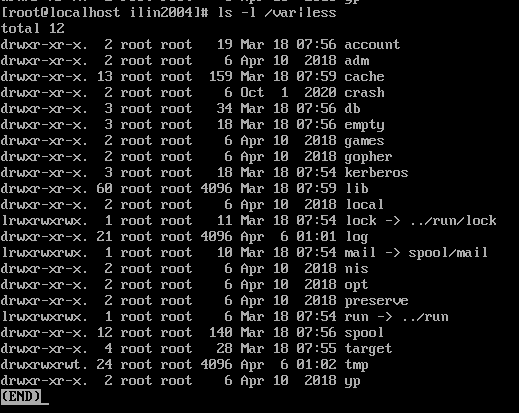 [root@localhost ilin2004]# ls -l /var|less
total 12
drwxr-xr-x.  2 root root   19 Mar 18 07:56 account
drwxr-xr-x.  2 root root    6 Apr 10  2018 adm
drwxr-xr-x. 13 root root  159 Mar 18 07:59 cache
drwxr-xr-x.  2 root root    6 Oct  1  2020 crash
drwxr-xr-x.  3 root root   34 Mar 18 07:56 db
drwxr-xr-x.  3 root root   18 Mar 18 07:56 empty
drwxr-xr-x.  2 root root    6 Apr 10  2018 games
drwxr-xr-x.  2 root root    6 Apr 10  2018 gopher
drwxr-xr-x.  3 root root   18 Mar 18 07:54 kerberos
drwxr-xr-x. 60 root root 4096 Mar 18 07:59 lib
drwxr-xr-x.  2 root root    6 Apr 10  2018 local
lrwxrwxrwx.  1 root root   11 Mar 18 07:54 lock -> ../run/lock
drwxr-xr-x. 21 root root 4096 Apr  6 01:01 log
lrwxrwxrwx.  1 root root   10 Mar 18 07:54 mail -> spool/mail
drwxr-xr-x.  2 root root    6 Apr 10  2018 nis
drwxr-xr-x.  2 root root    6 Apr 10  2018 opt
drwxr-xr-x.  2 root root    6 Apr 10  2018 preserve
lrwxrwxrwx.  1 root root    6 Mar 18 07:54 run -> ../run
drwxr-xr-x. 12 root root  140 Mar 18 07:56 spool
drwxr-xr-x.  4 root root   28 Mar 18 07:55 target
drwxrwxrwt. 24 root root 4096 Apr  6 01:02 tmp
drwxr-xr-x.  2 root root    6 Apr 10  2018 yp
(END)